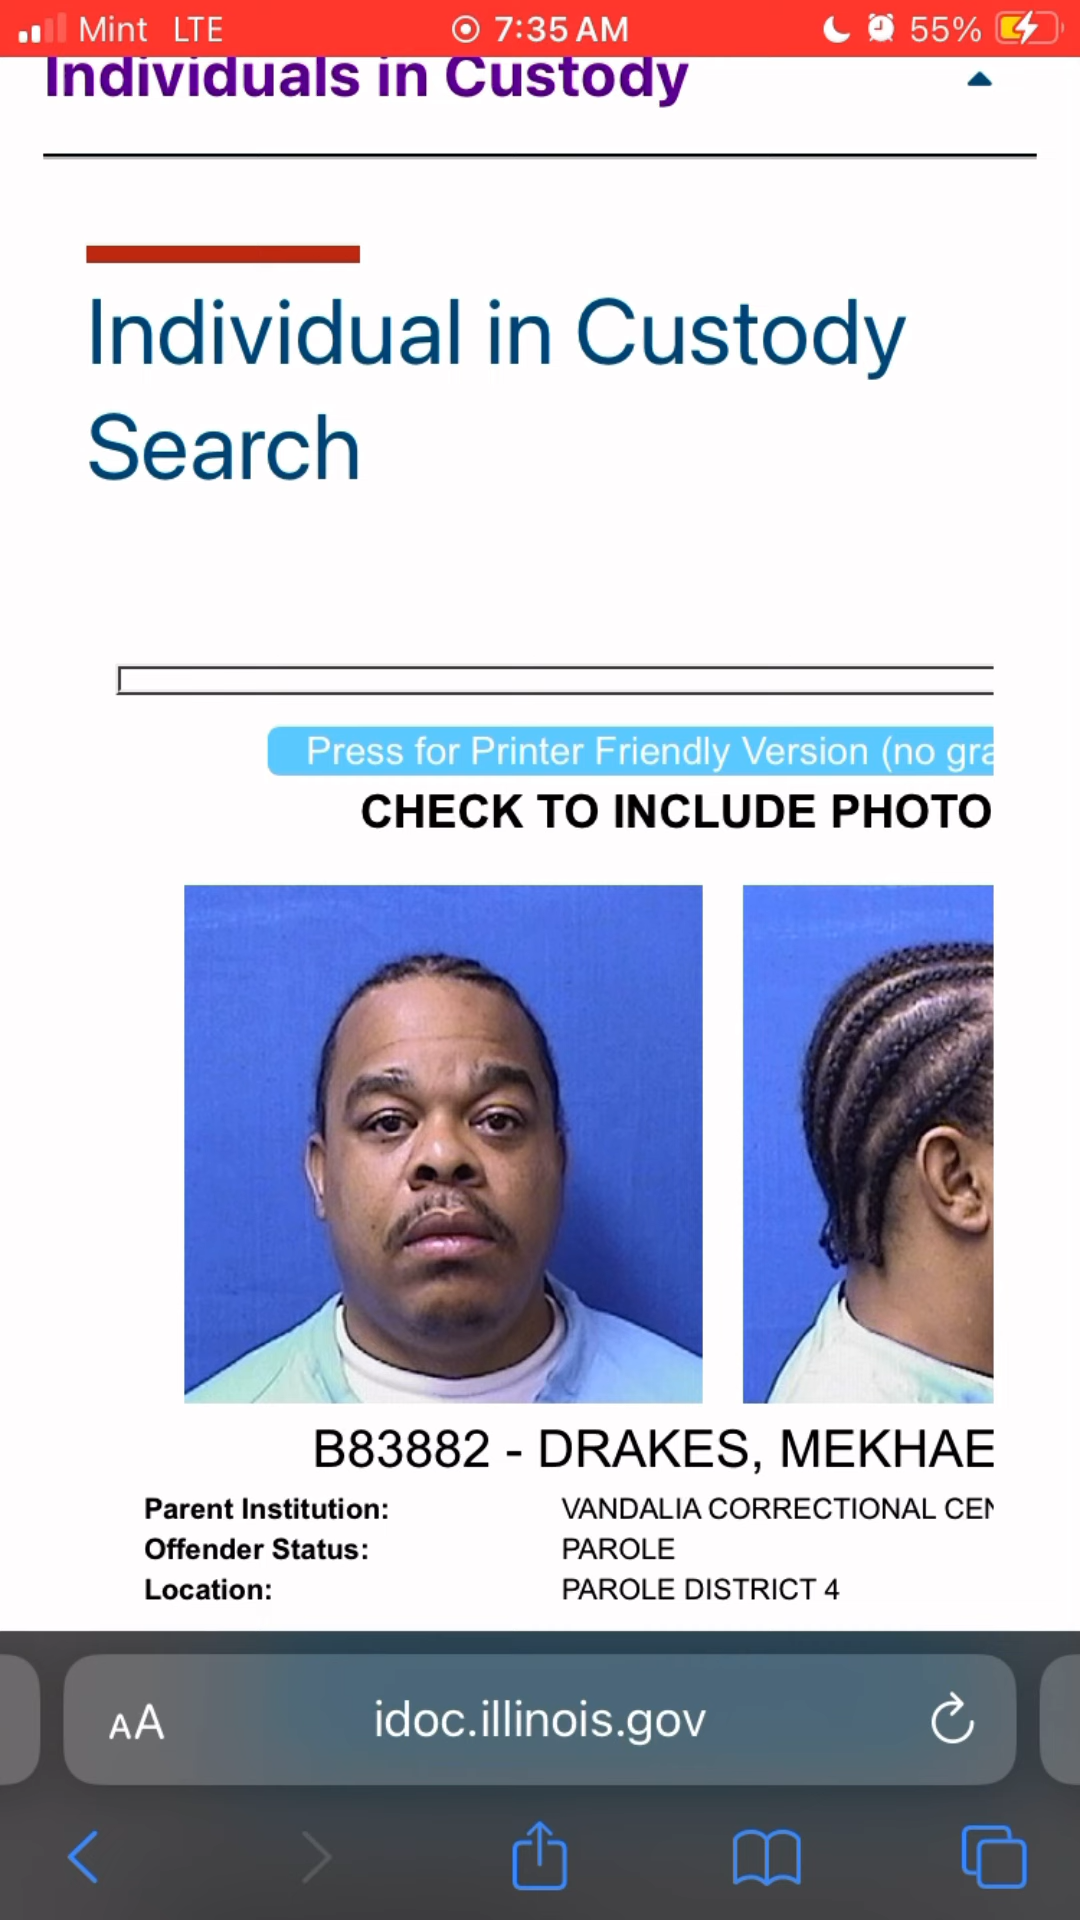 Mint LTE 7:35 AM 55%
Individuals in Custody
Individual in Custody
Search
Press for Printer Friendly Version (no gra
CHECK TO INCLUDE PHOTO
B83882 - DRAKES, MEKHAE
Parent Institution: VANDALIA CORRECTIONAL CEN
Offender Status: PAROLE
Location: PAROLE DISTRICT 4
AA idoc.illinois.gov